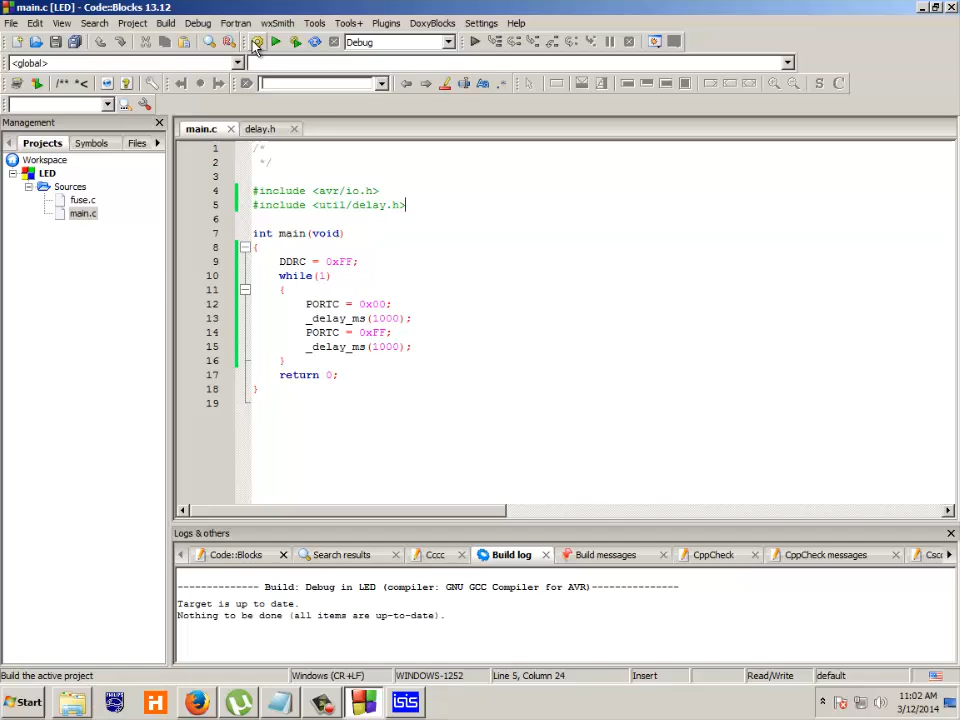 main.c [LED] - Code::Blocks 13.12
File Edit View Search Project Build Debug Fortran wxSmith Tools Tools+ Plugins DoxyBlocks Settings Help
Debug
<global>
/** *<
S C
Management
main.c delay.h
Projects Symbols Files
Workspace
LED
Sources
fuse.c
main.c
1 /*
2 */
3
4 #include <avr/io.h>
5 #include <util/delay.h>
6
7 int main(void)
8 {
9 DDRC = 0xFF;
10 while(1)
11 {
12 PORTC = 0x00;
13 _delay_ms(1000);
14 PORTC = 0xFF;
15 _delay_ms(1000);
16 }
17 return 0;
18 }
19
Logs & others
Code::Blocks Search results Cccc Build log Build messages CppCheck CppCheck messages Cscc
-------------- Build: Debug in LED (compiler: GNU GCC Compiler for AVR)---------------
Target is up to date.
Nothing to be done (all items are up-to-date).
Build the active project Windows (CR+LF) WINDOWS-1252 Line 5, Column 24 Insert Read/Write default
Start
H
µ
isis
11:02 AM
3/12/2014